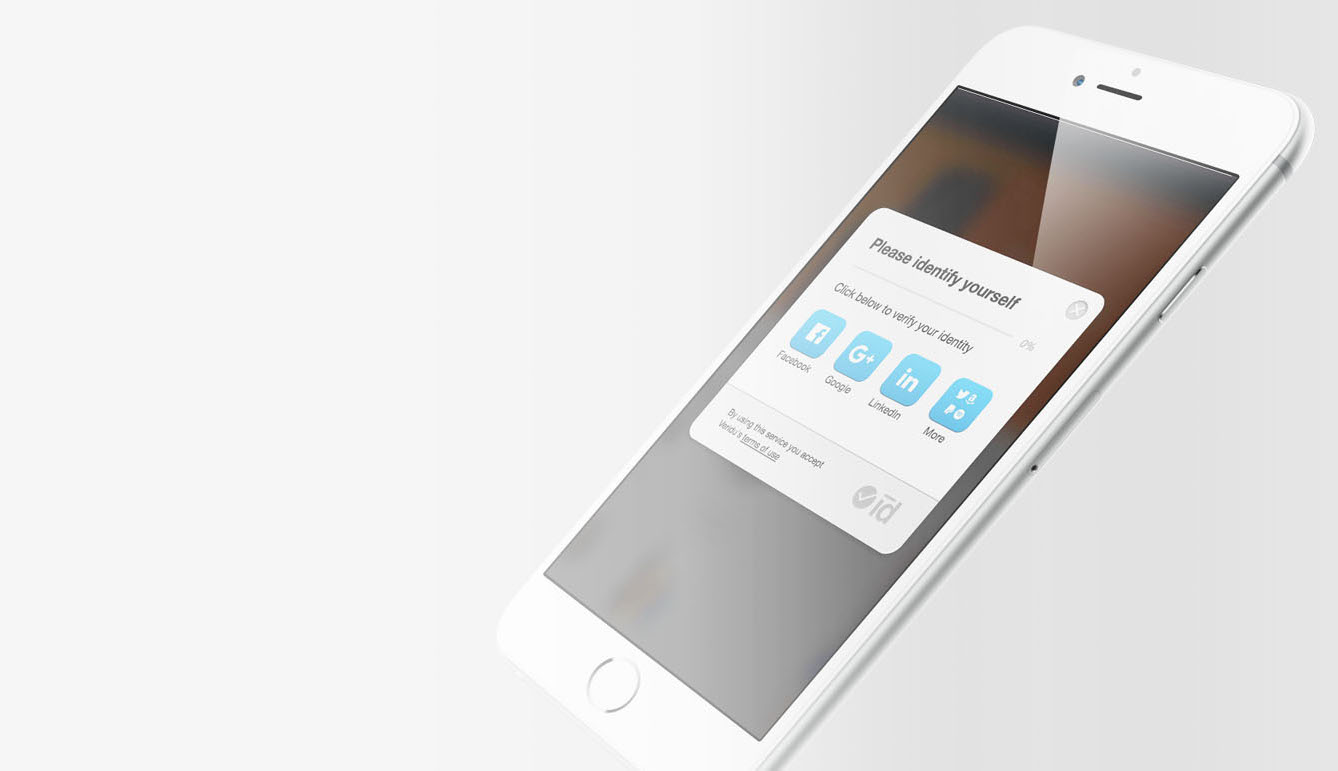 Please identify yourself
0%
Click below to verify your identity
Facebook
Google
LinkedIn
More
By using this service you accept
Veridu's terms of use
id